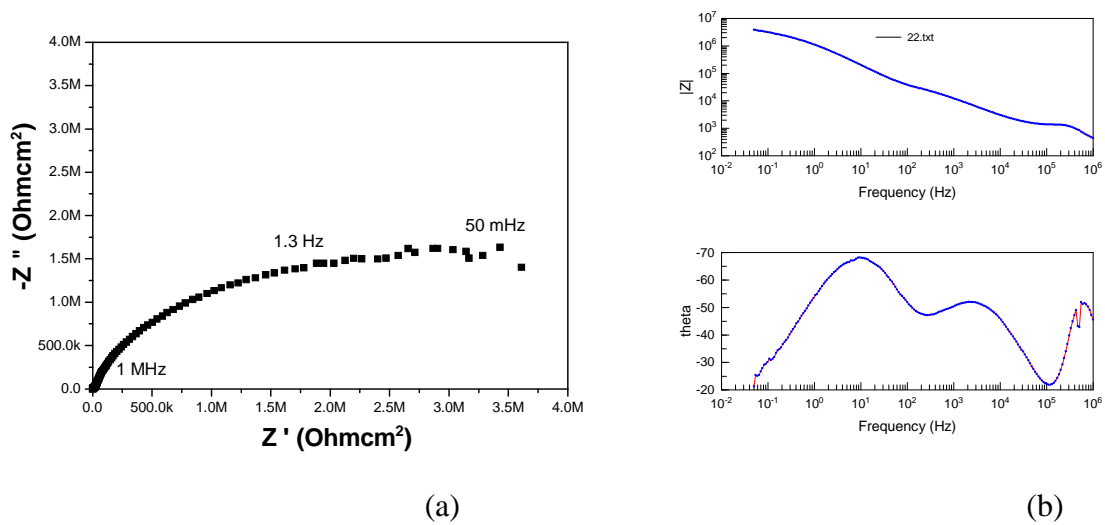 4.0M
3.5M
3.0M
2.5M
2.0M
1.5M
1.0M
500.0k
0.0
-Z '' (Ohmcm²)
50 mHz
1.3 Hz
1 MHz
0.0 500.0k 1.0M 1.5M 2.0M 2.5M 3.0M 3.5M 4.0M
Z ' (Ohmcm²)
(a)
10⁷
10⁶
10⁵
10⁴
10³
10²
|Z|
22.txt
10⁻² 10⁻¹ 10⁰ 10¹ 10² 10³ 10⁴ 10⁵ 10⁶
Frequency (Hz)
-70
-60
-50
-40
-30
-20
theta
10⁻² 10⁻¹ 10⁰ 10¹ 10² 10³ 10⁴ 10⁵ 10⁶
Frequency (Hz)
(b)